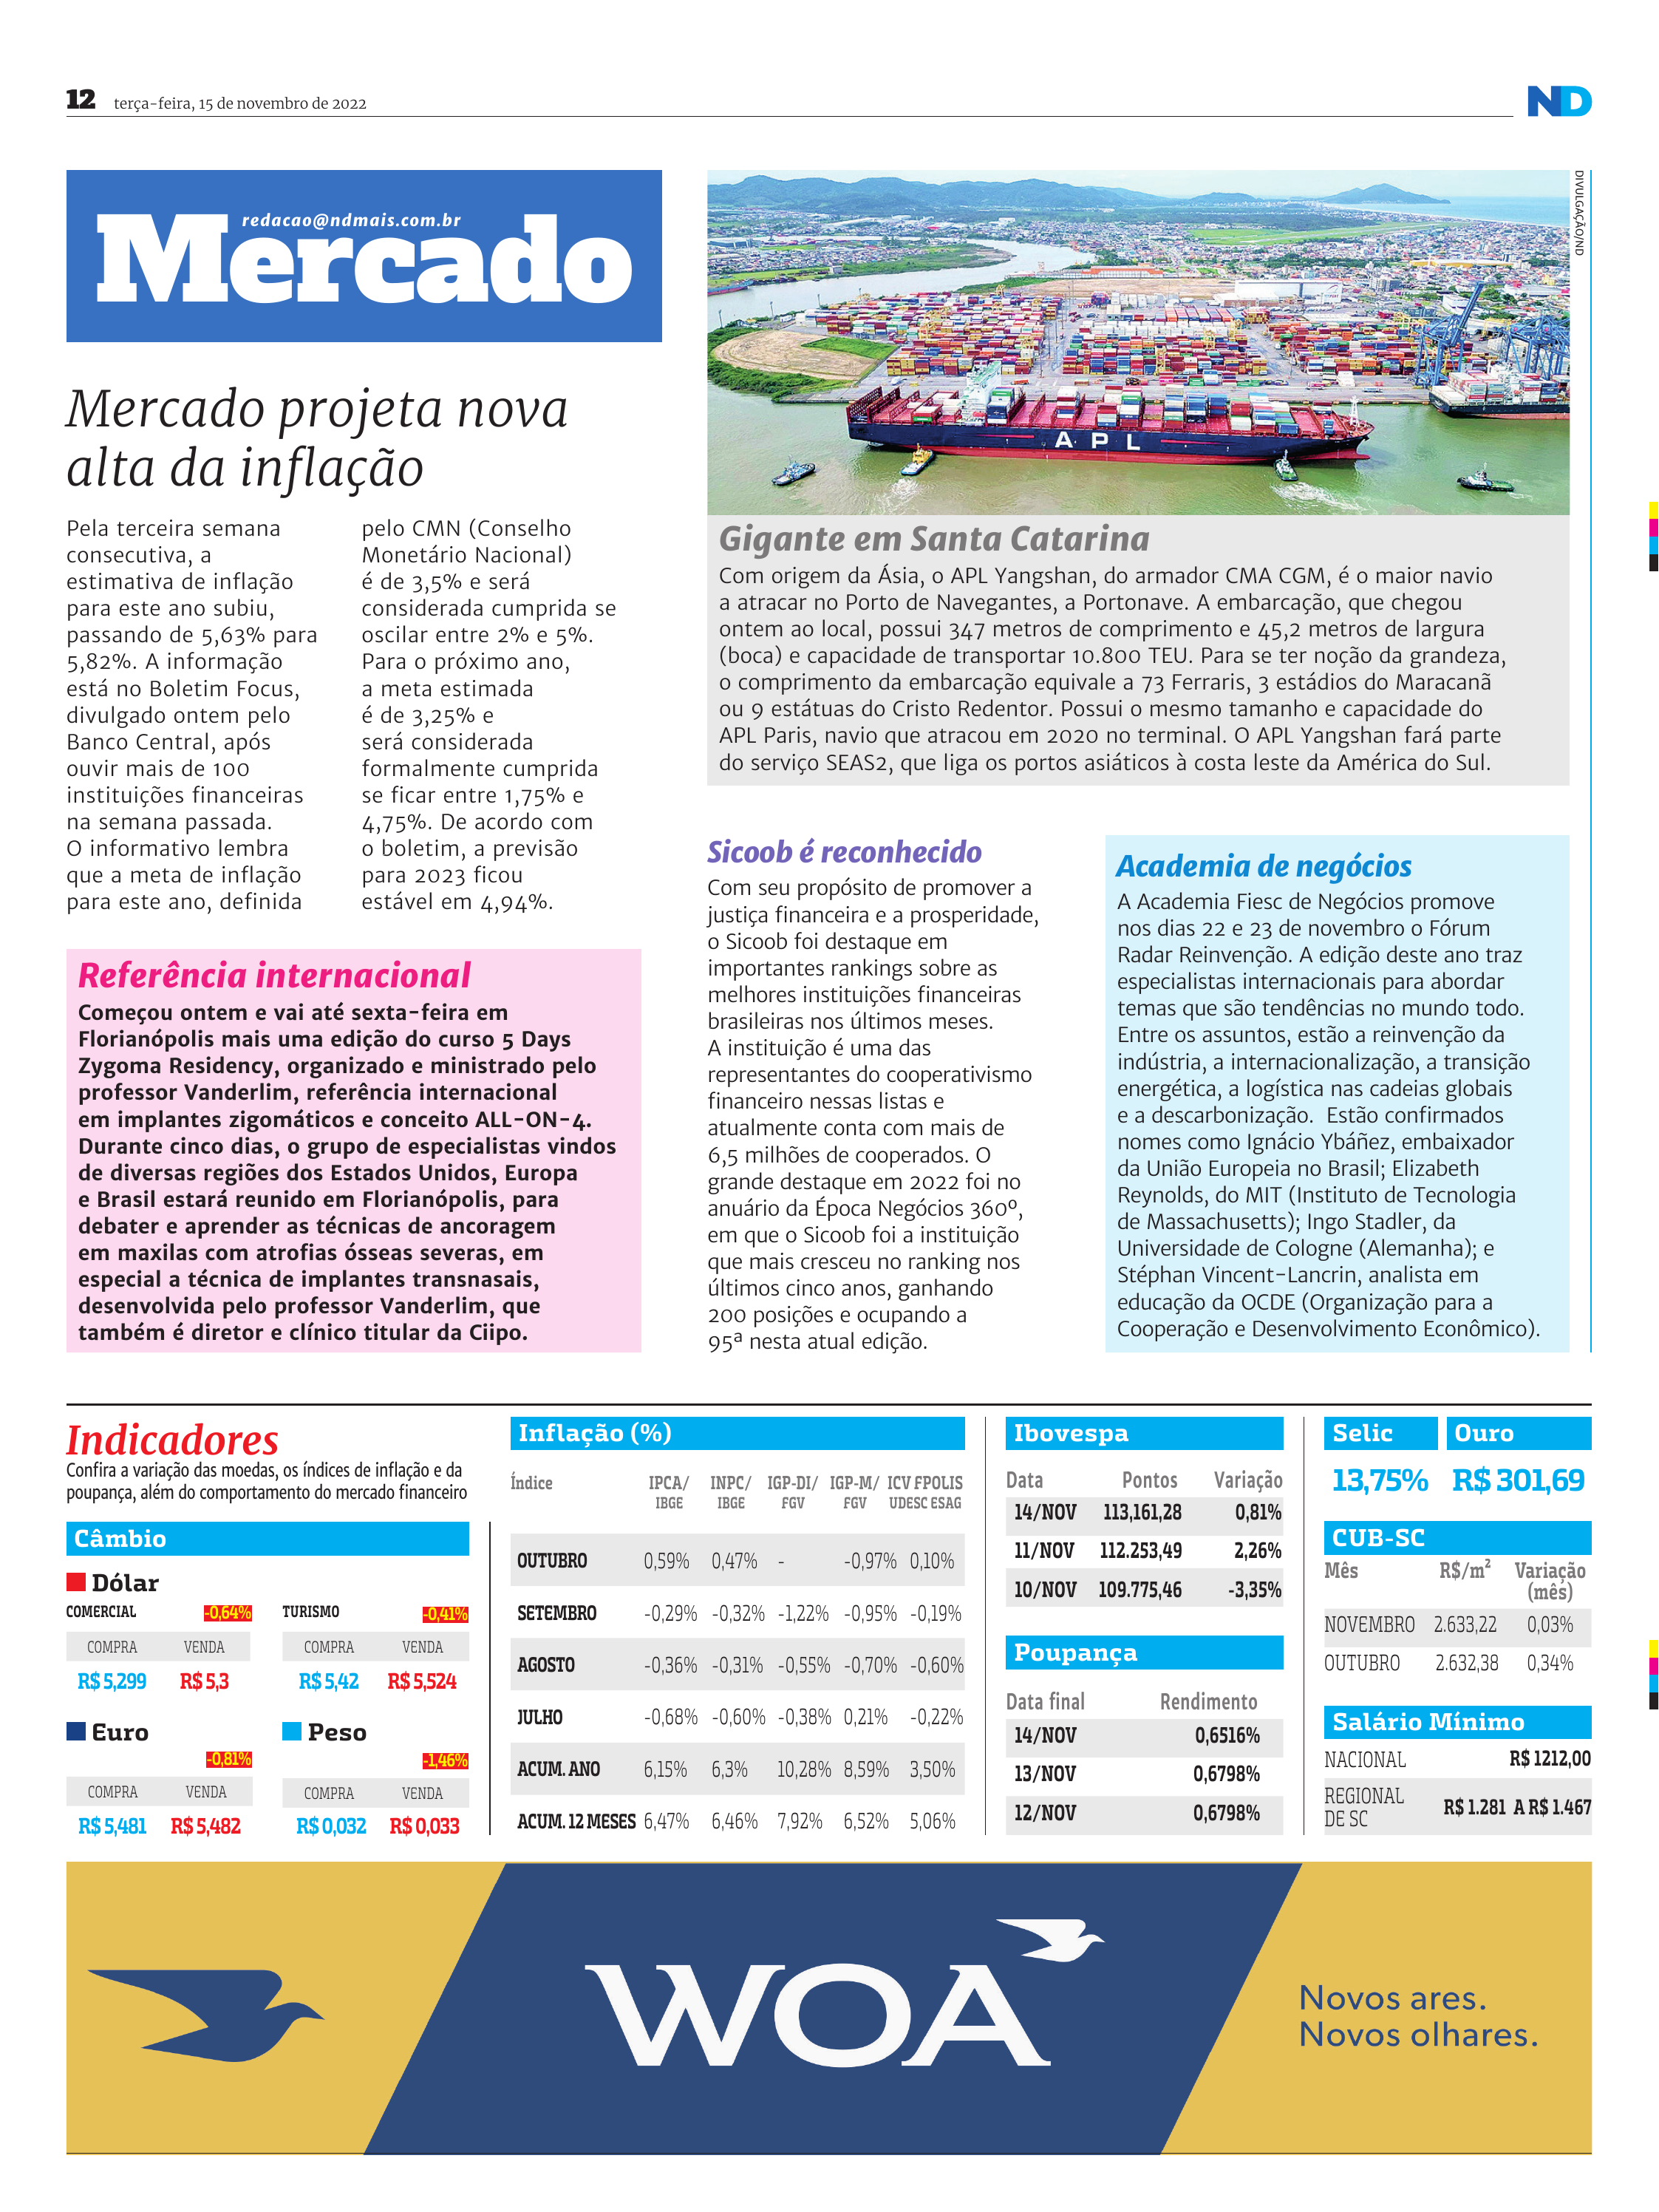 12 terça-feira, 15 de novembro de 2022
ND
redacao@ndmais.com.br
Mercado
Mercado projeta nova
alta da inflação
Pela terceira semana
consecutiva, a
estimativa de inflação
para este ano subiu,
passando de 5,63% para
5,82%. A informação
está no Boletim Focus,
divulgado ontem pelo
Banco Central, após
ouvir mais de 100
instituições financeiras
na semana passada.
O informativo lembra
que a meta de inflação
para este ano, definida
pelo CMN (Conselho
Monetário Nacional)
é de 3,5% e será
considerada cumprida se
oscilar entre 2% e 5%.
Para o próximo ano,
a meta estimada
é de 3,25% e
será considerada
formalmente cumprida
se ficar entre 1,75% e
4,75%. De acordo com
o boletim, a previsão
para 2023 ficou
estável em 4,94%.
DIVULGAÇÃO/ND
APL
Gigante em Santa Catarina
Com origem da Ásia, o APL Yangshan, do armador CMA CGM, é o maior navio
a atracar no Porto de Navegantes, a Portonave. A embarcação, que chegou
ontem ao local, possui 347 metros de comprimento e 45,2 metros de largura
(boca) e capacidade de transportar 10.800 TEU. Para se ter noção da grandeza,
o comprimento da embarcação equivale a 73 Ferraris, 3 estádios do Maracanã
ou 9 estátuas do Cristo Redentor. Possui o mesmo tamanho e capacidade do
APL Paris, navio que atracou em 2020 no terminal. O APL Yangshan fará parte
do serviço SEAS2, que liga os portos asiáticos à costa leste da América do Sul.
Referência internacional
Começou ontem e vai até sexta-feira em
Florianópolis mais uma edição do curso 5 Days
Zygoma Residency, organizado e ministrado pelo
professor Vanderlim, referência internacional
em implantes zigomáticos e conceito ALL-ON-4.
Durante cinco dias, o grupo de especialistas vindos
de diversas regiões dos Estados Unidos, Europa
e Brasil estará reunido em Florianópolis, para
debater e aprender as técnicas de ancoragem
em maxilas com atrofias ósseas severas, em
especial a técnica de implantes transnasais,
desenvolvida pelo professor Vanderlim, que
também é diretor e clínico titular da Ciipo.
Sicoob é reconhecido
Com seu propósito de promover a
justiça financeira e a prosperidade,
o Sicoob foi destaque em
importantes rankings sobre as
melhores instituições financeiras
brasileiras nos últimos meses.
A instituição é uma das
representantes do cooperativismo
financeiro nessas listas e
atualmente conta com mais de
6,5 milhões de cooperados. O
grande destaque em 2022 foi no
anuário da Época Negócios 360º,
em que o Sicoob foi a instituição
que mais cresceu no ranking nos
últimos cinco anos, ganhando
200 posições e ocupando a
95ª nesta atual edição.
Academia de negócios
A Academia Fiesc de Negócios promove
nos dias 22 e 23 de novembro o Fórum
Radar Reinvenção. A edição deste ano traz
especialistas internacionais para abordar
temas que são tendências no mundo todo.
Entre os assuntos, estão a reinvenção da
indústria, a internacionalização, a transição
energética, a logística nas cadeias globais
e a descarbonização. Estão confirmados
nomes como Ignácio Ybáñez, embaixador
da União Europeia no Brasil; Elizabeth
Reynolds, do MIT (Instituto de Tecnologia
de Massachusetts); Ingo Stadler, da
Universidade de Cologne (Alemanha); e
Stéphan Vincent-Lancrin, analista em
educação da OCDE (Organização para a
Cooperação e Desenvolvimento Econômico).
Indicadores
Confira a variação das moedas, os índices de inflação e da
poupança, além do comportamento do mercado financeiro
Câmbio
Dólar
COMERCIAL -0,64% TURISMO -0,41%
COMPRA VENDA COMPRA VENDA
R$ 5,299 R$ 5,3 R$ 5,42 R$ 5,524
Euro Peso
-0,81% -1,46%
COMPRA VENDA COMPRA VENDA
R$ 5,481 R$ 5,482 R$ 0,032 R$ 0,033
Inflação (%)
Índice IPCA/ INPC/ IGP-DI/ IGP-M/ ICV FPOLIS
IBGE IBGE FGV FGV UDESC ESAG
OUTUBRO 0,59% 0,47% - -0,97% 0,10%
SETEMBRO -0,29% -0,32% -1,22% -0,95% -0,19%
AGOSTO -0,36% -0,31% -0,55% -0,70% -0,60%
JULHO -0,68% -0,60% -0,38% 0,21% -0,22%
ACUM. ANO 6,15% 6,3% 10,28% 8,59% 3,50%
ACUM. 12 MESES 6,47% 6,46% 7,92% 6,52% 5,06%
Ibovespa
Data Pontos Variação
14/NOV 113,161,28 0,81%
11/NOV 112.253,49 2,26%
10/NOV 109.775,46 -3,35%
Poupança
Data final Rendimento
14/NOV 0,6516%
13/NOV 0,6798%
12/NOV 0,6798%
Selic Ouro
13,75% R$ 301,69
CUB-SC
Mês R$/m² Variação
(mês)
NOVEMBRO 2.633,22 0,03%
OUTUBRO 2.632,38 0,34%
Salário Mínimo
NACIONAL R$ 1212,00
REGIONAL
DE SC R$ 1.281 A R$ 1.467
WOA
Novos ares.
Novos olhares.